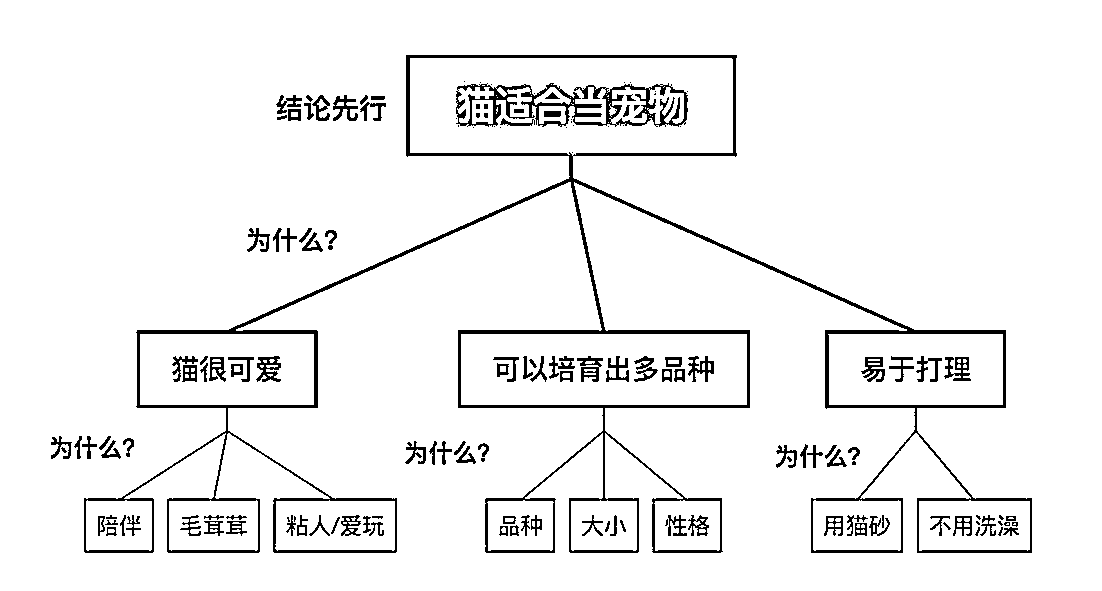 结论先行
猫适合当宠物
为什么?
猫很可爱
可以培育出多品种
易于打理
为什么?
为什么?
为什么?
陪伴
毛茸茸
粘人/爱玩
品种
大小
性格
用猫砂
不用洗澡